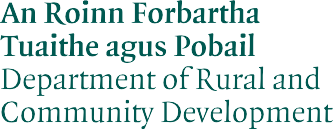 An Roinn Forbartha
Tuaithe agus Pobail
Department of Rural and
Community Development